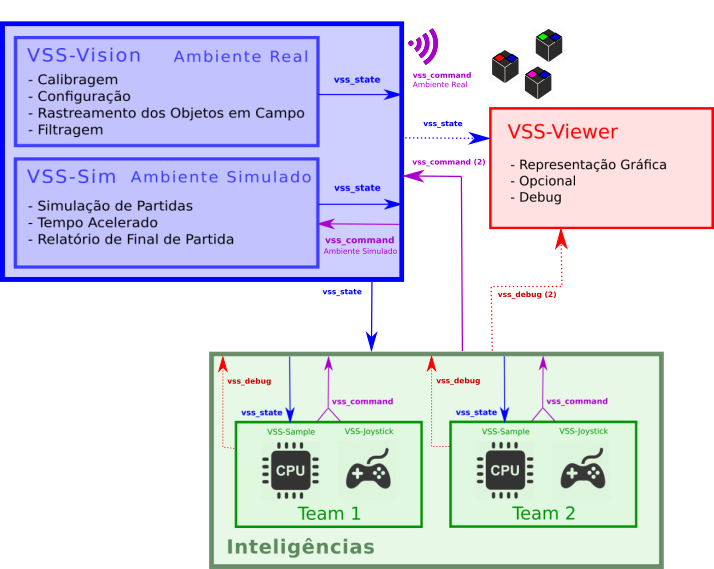 VSS-Vision Ambiente Real
- Calibragem
- Configuração
- Rastreamento dos Objetos em Campo
- Filtragem
vss_state
vss_command
Ambiente Real
VSS-Sim Ambiente Simulado
- Simulação de Partidas
- Tempo Acelerado
- Relatório de Final de Partida
vss_state
vss_command
Ambiente Simulado
vss_state
vss_command (2)
VSS-Viewer
- Representação Gráfica
- Opcional
- Debug
vss_state
vss_debug (2)
vss_debug
vss_command
vss_state
VSS-Sample VSS-Joystick
CPU
Team 1
vss_debug
vss_command
vss_state
VSS-Sample VSS-Joystick
CPU
Team 2
Inteligências